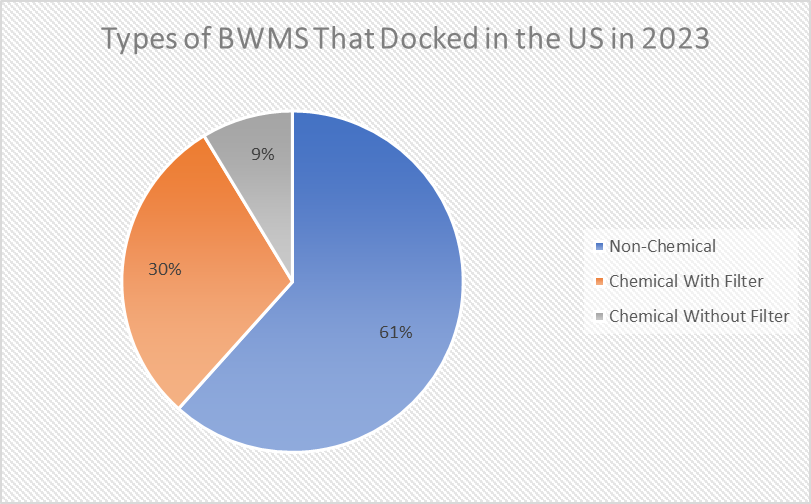 Types of BWMS That Docked in the US in 2023
9%
30%
61%
Non-Chemical
Chemical With Filter
Chemical Without Filter